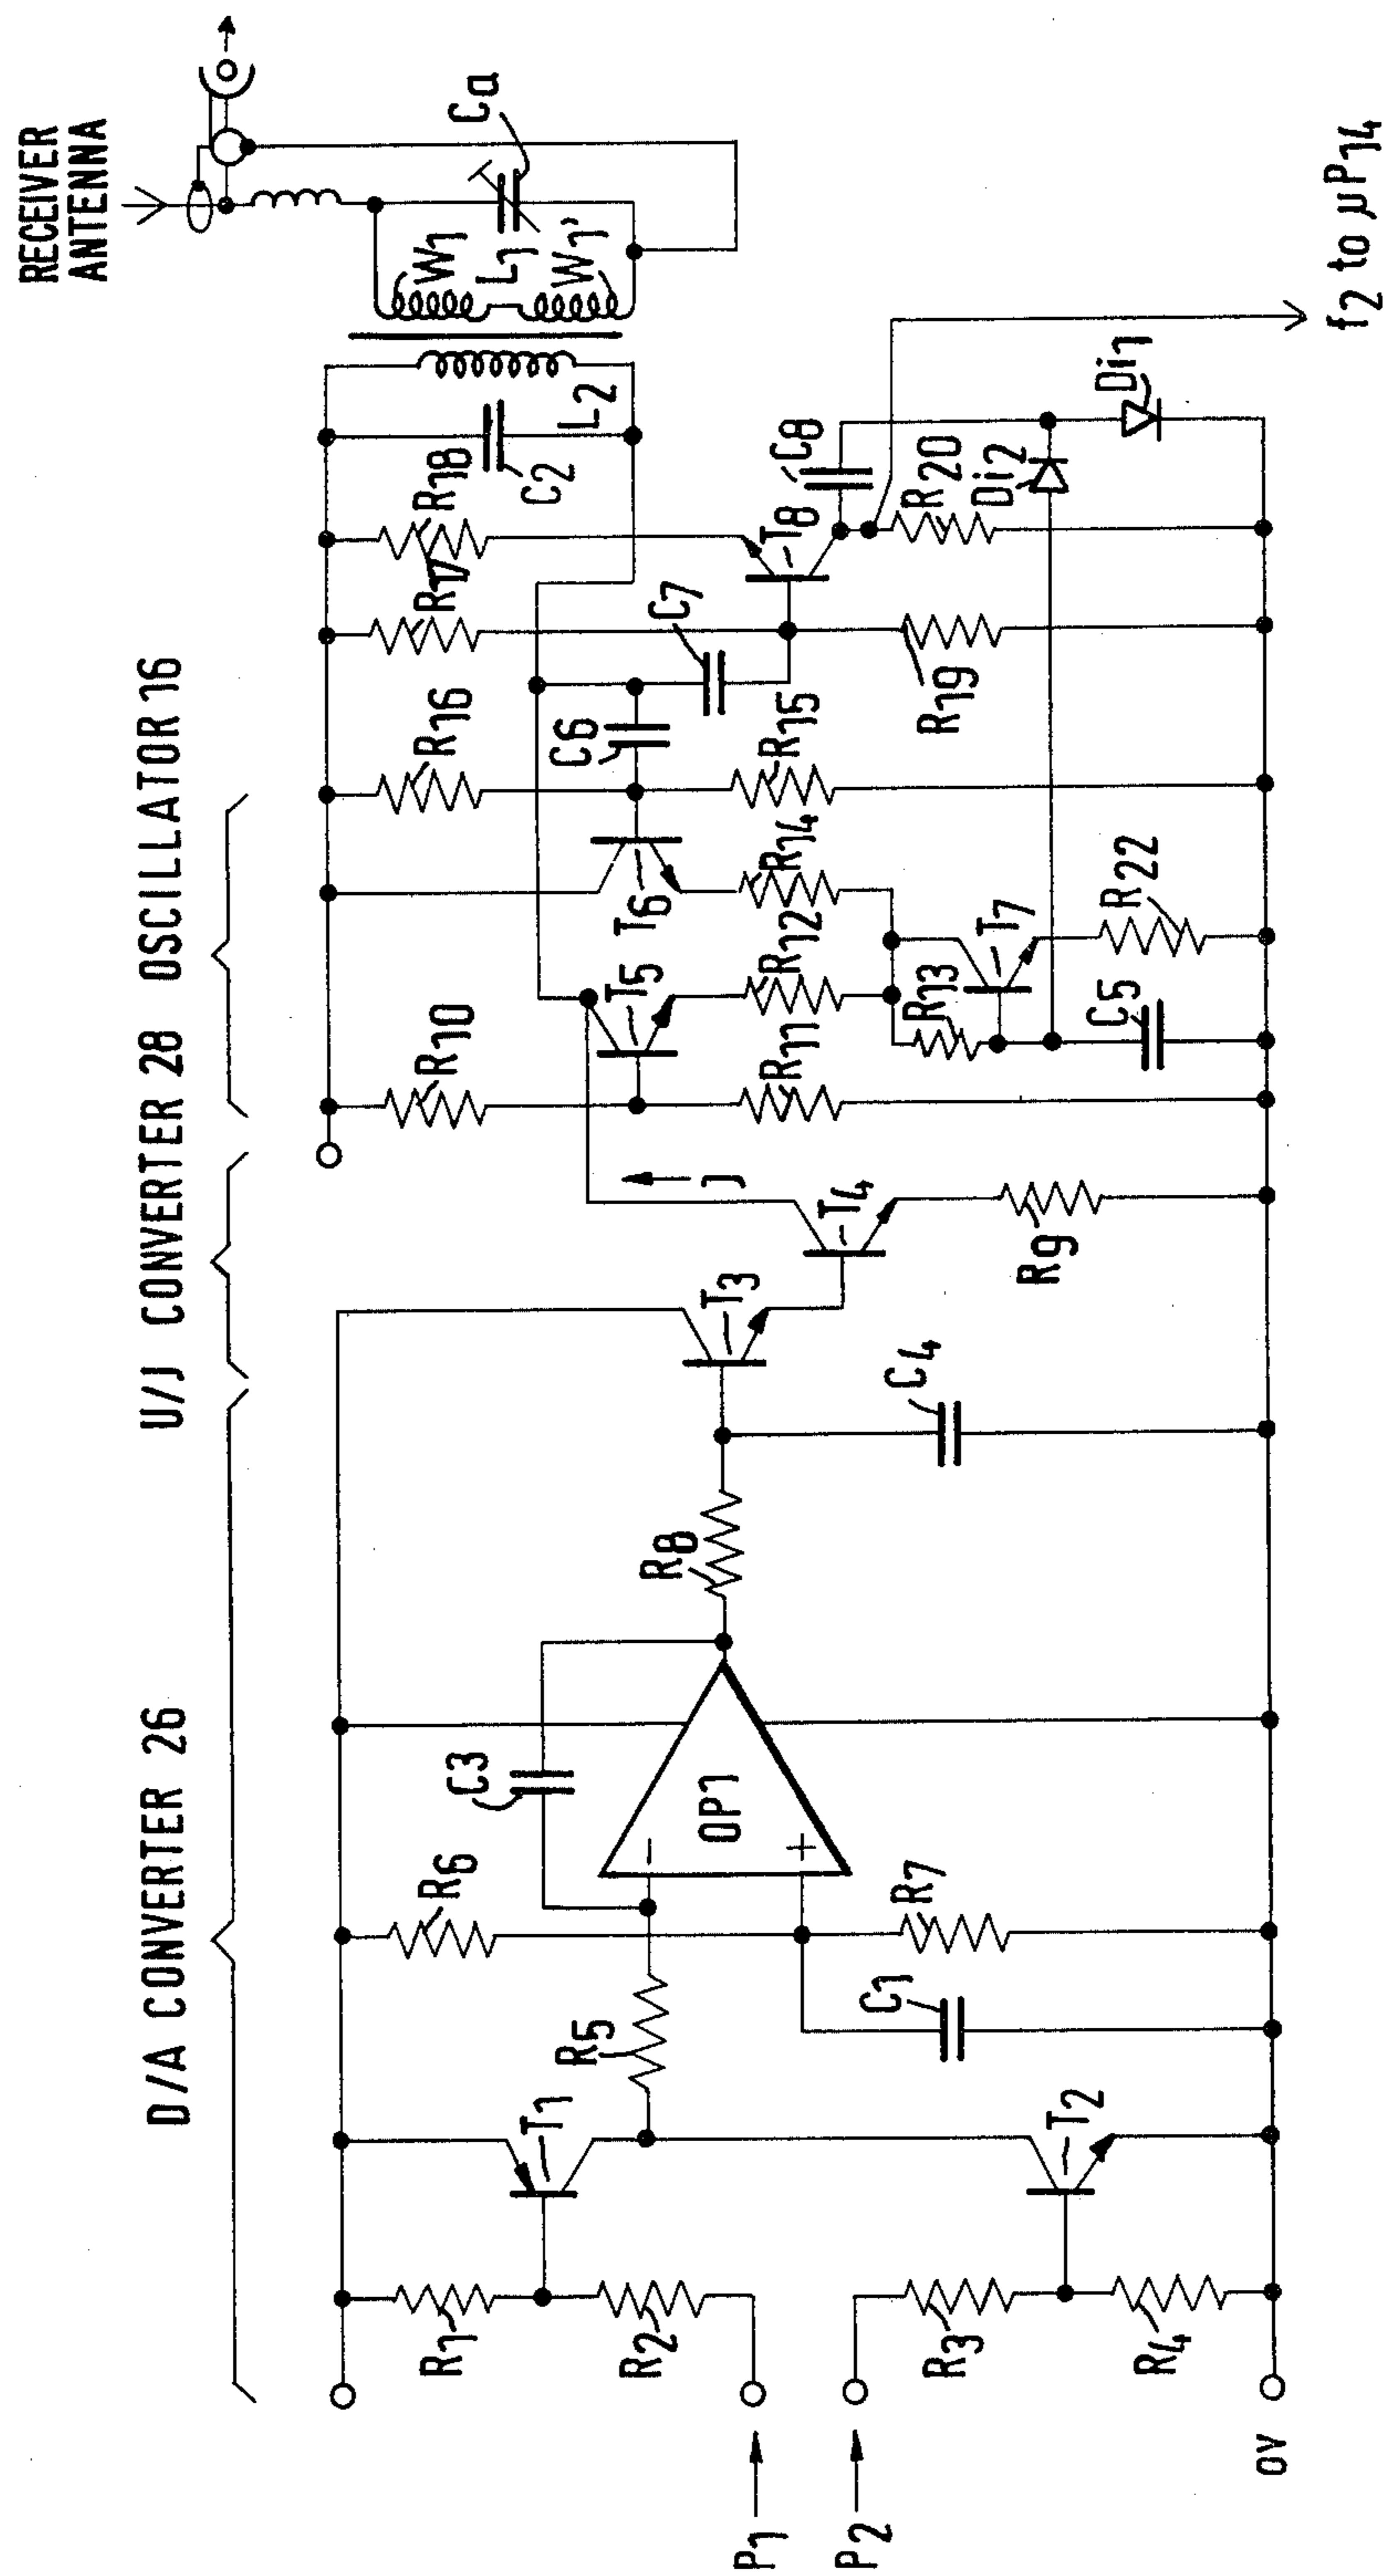 D/A CONVERTER 26
U/J CONVERTER 28
OSCILLATOR 16
RECEIVER
ANTENNA
P1
P2
0V
R1
R2
R3
R4
T1
T2
R5
C1
R6
R7
C3
OP1
-
+
R8
C4
T3
T4
R9
J
R10
R11
T5
R12
R13
C5
T7
R22
T6
R14
R16
R15
C6
C7
R17
R19
R18
T8
R20
C8
Di2
Di1
C2
L2
W1
L1
W1'
Ca
f2 to µP14